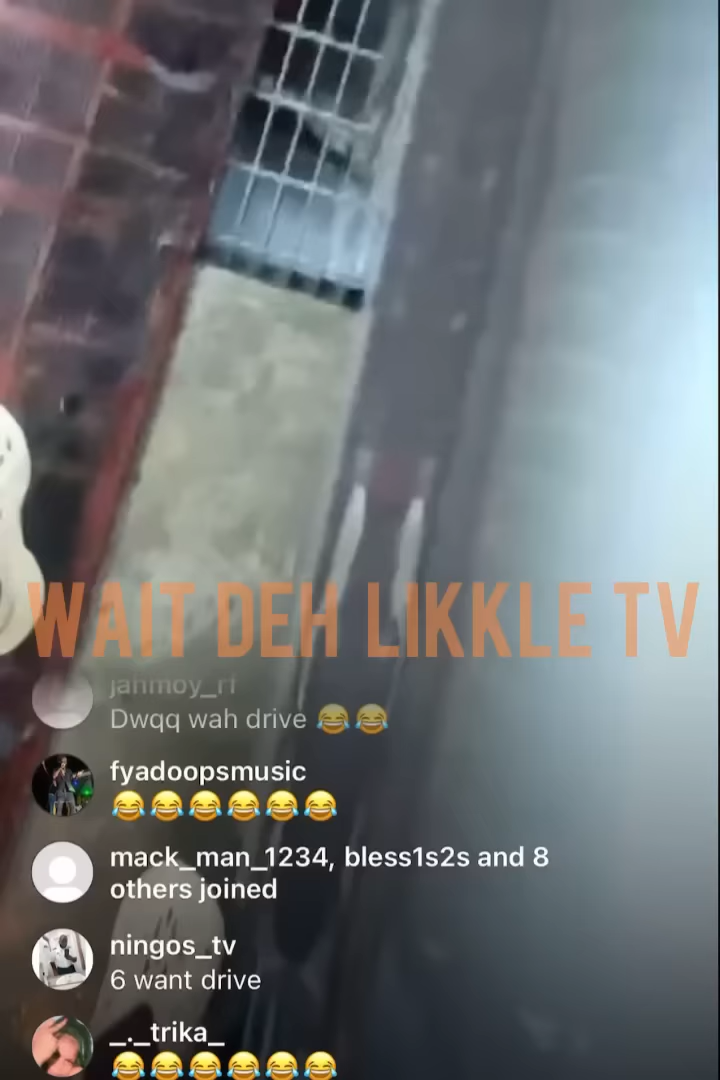 WAIT DEH LIKKLE TV
jahmoy_r1
Dwqq wah drive 😂😂
fyadoopsmusic
😂😂😂😂😂😂
mack_man_1234, bless1s2s and 8
others joined
ningos_tv
6 want drive
_._trika_
😂😂😂😂😂😂